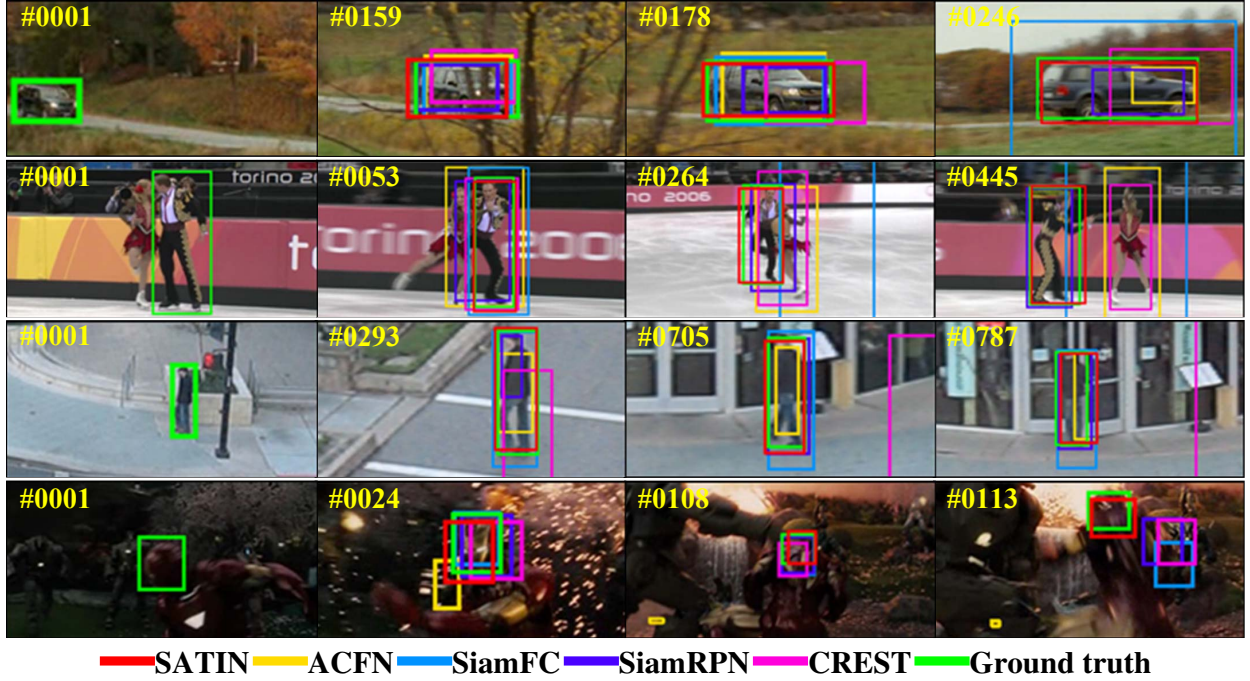 #0001 #0159 #0178 #0246
#0001 #0053 #0264 #0445
torino 20
torino 2006
no 2006
torino
#0001 #0293 #0705 #0787
#0001 #0024 #0108 #0113
SATIN ACFN SiamFC SiamRPN CREST Ground truth